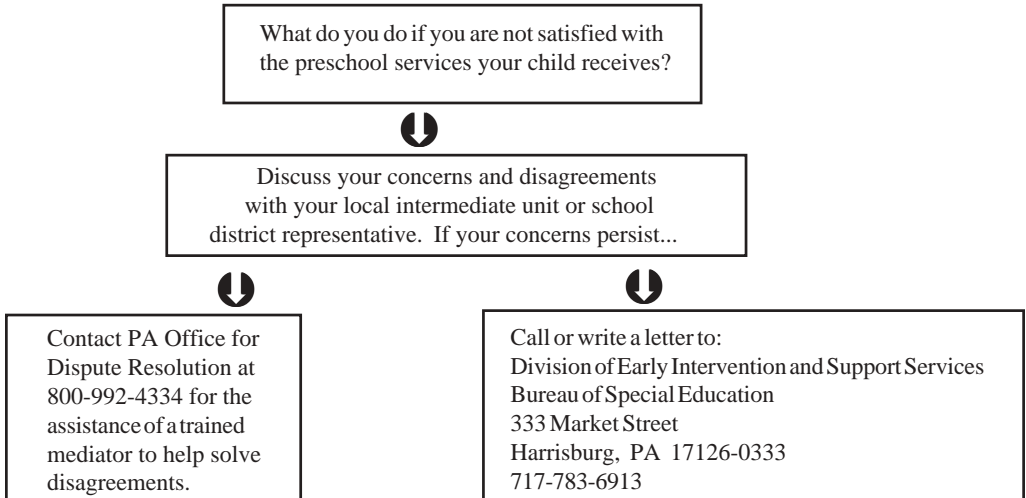 What do you do if you are not satisfied with
the preschool services your child receives?
Discuss your concerns and disagreements
with your local intermediate unit or school
district representative. If your concerns persist...
Contact PA Office for
Dispute Resolution at
800-992-4334 for the
assistance of a trained
mediator to help solve
disagreements.
Call or write a letter to:
Division of Early Intervention and Support Services
Bureau of Special Education
333 Market Street
Harrisburg, PA 17126-0333
717-783-6913